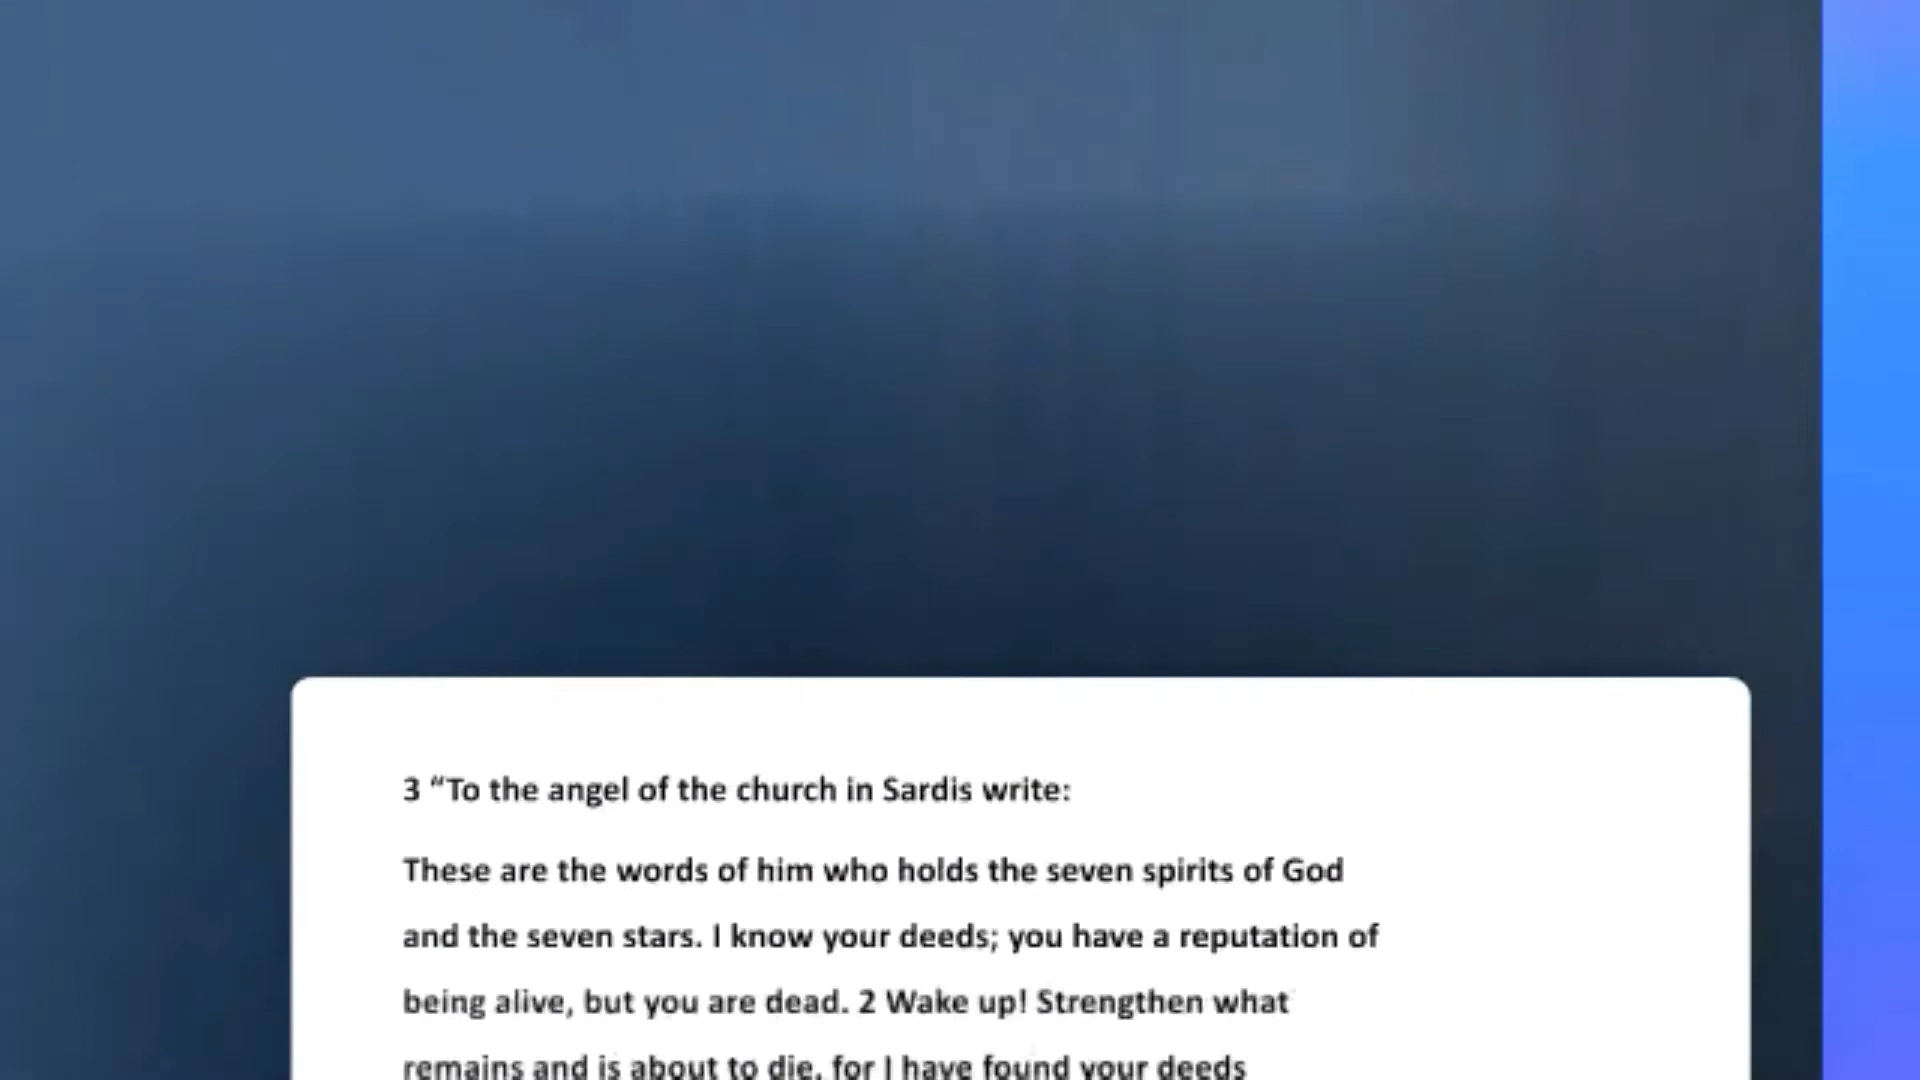 3 “To the angel of the church in Sardis write:
These are the words of him who holds the seven spirits of God
and the seven stars. I know your deeds; you have a reputation of
being alive, but you are dead. 2 Wake up! Strengthen what
remains and is about to die, for I have found your deeds